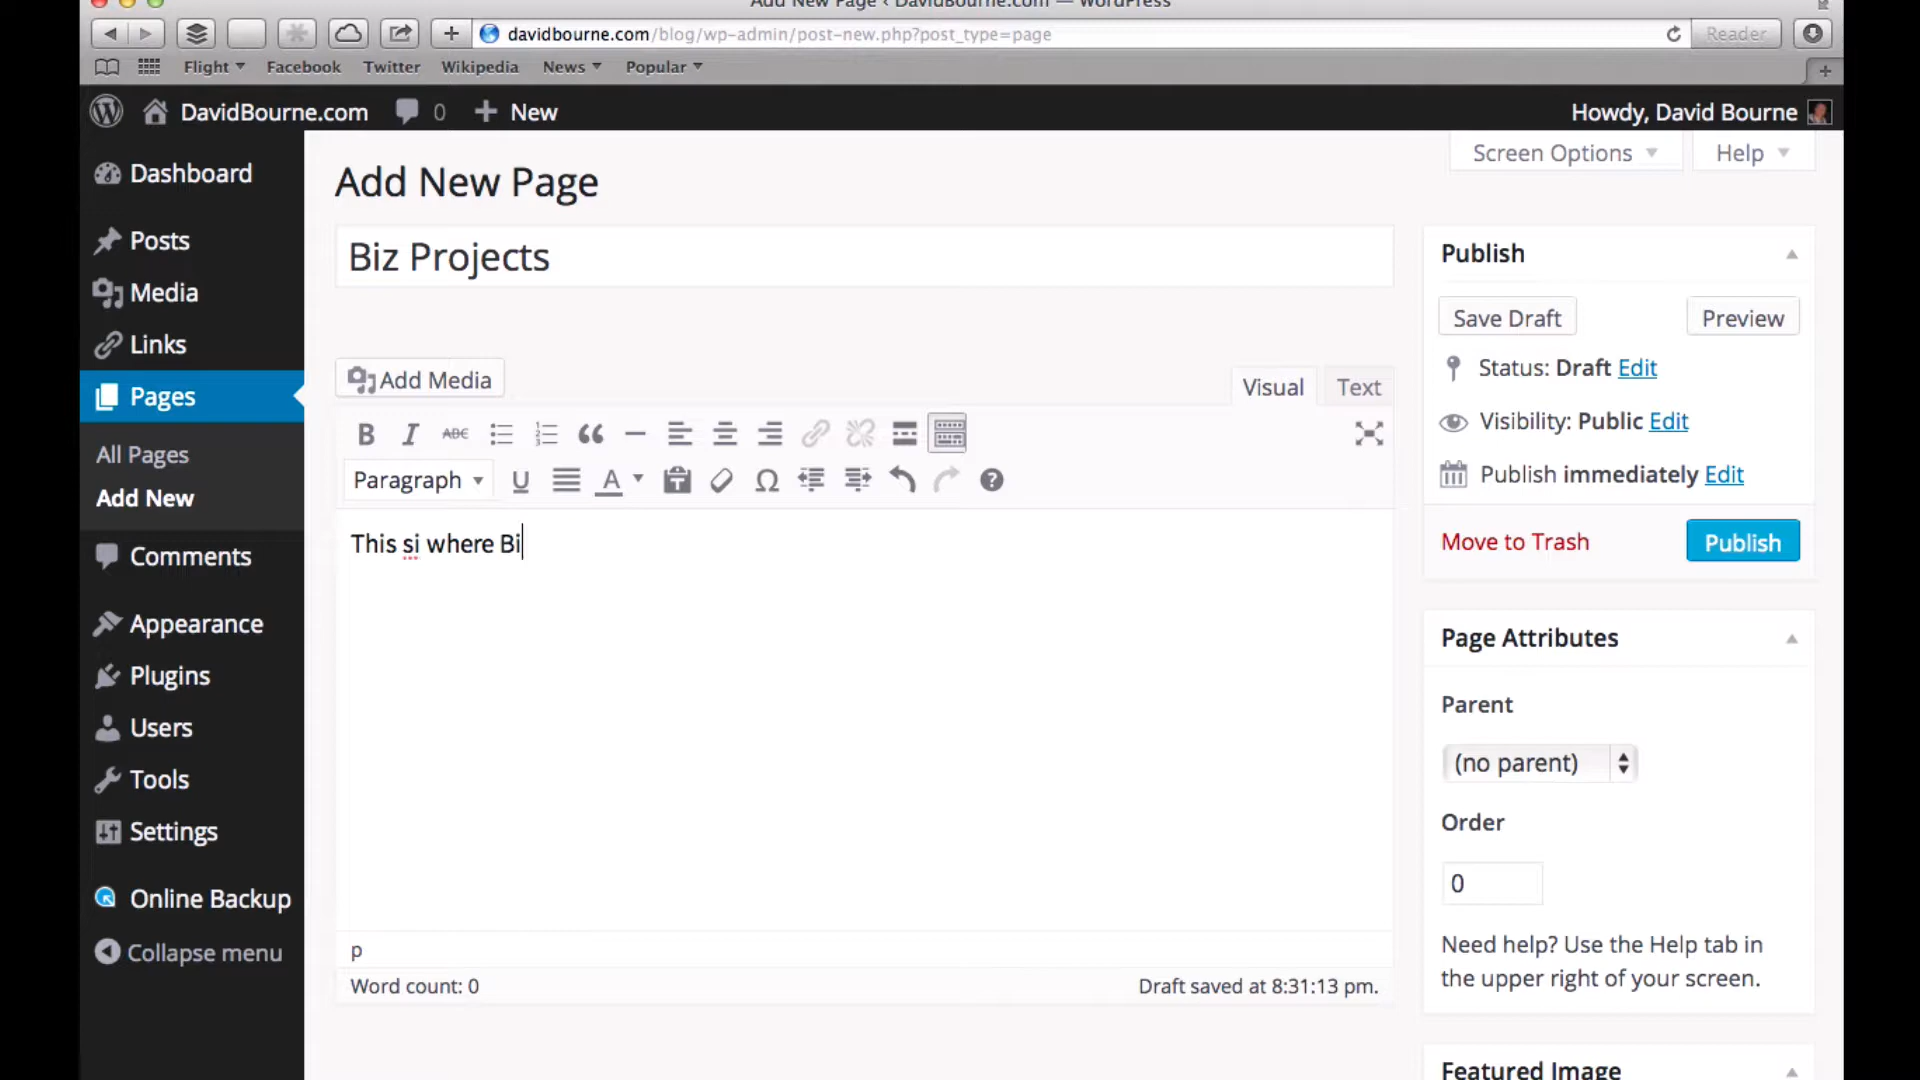 Add New Page ‹ DavidBourne.com — WordPress
davidbourne.com/blog/wp-admin/post-new.php?post_type=page
Reader
Flight
Facebook
Twitter
Wikipedia
News
Popular
DavidBourne.com
0
New
Howdy, David Bourne
Screen Options
Help
Dashboard
Posts
Media
Links
Pages
All Pages
Add New
Comments
Appearance
Plugins
Users
Tools
Settings
Online Backup
Collapse menu
Add New Page
Biz Projects
Add Media
Visual
Text
B
I
ABC
Paragraph
U
A
Ω
This si where Bi
p
Word count: 0
Draft saved at 8:31:13 pm.
Publish
Save Draft
Preview
Status: Draft Edit
Visibility: Public Edit
Publish immediately Edit
Move to Trash
Publish
Page Attributes
Parent
(no parent)
Order
0
Need help? Use the Help tab in
the upper right of your screen.
Featured Image